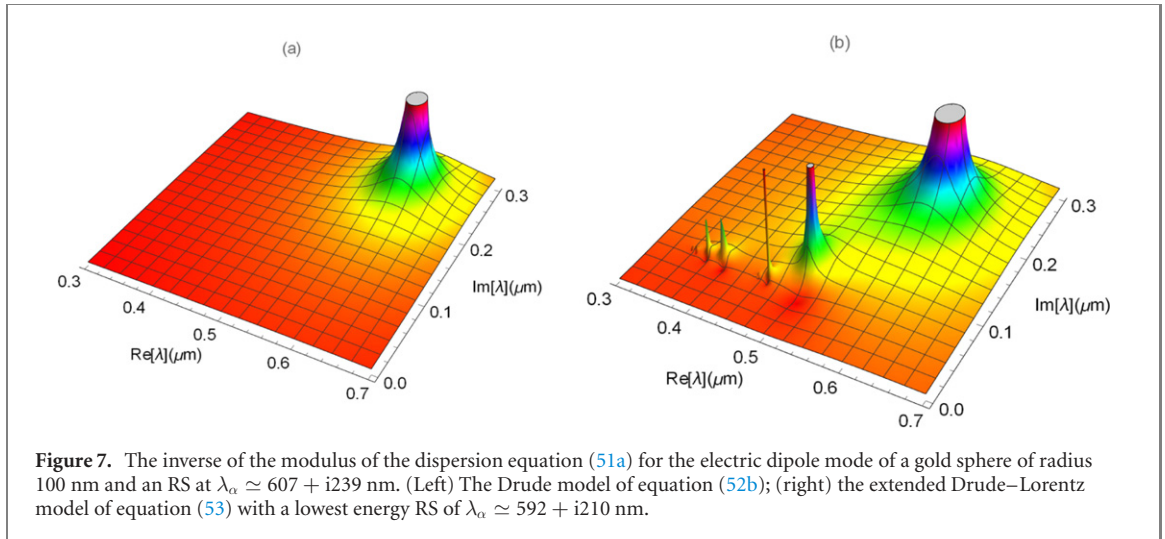 (a)
(b)
0.3
0.4
0.5
0.6
0.7
Re[λ](μm)
0.0
0.1
0.2
0.3
Im[λ](μm)
0.3
0.4
0.5
0.6
0.7
Re[λ](μm)
0.0
0.1
0.2
0.3
Im[λ](μm)
Figure 7. The inverse of the modulus of the dispersion equation (51a) for the electric dipole mode of a gold sphere of radius
100 nm and an RS at λα ≃ 607 + i239 nm. (Left) The Drude model of equation (52b); (right) the extended Drude–Lorentz
model of equation (53) with a lowest energy RS of λα ≃ 592 + i210 nm.